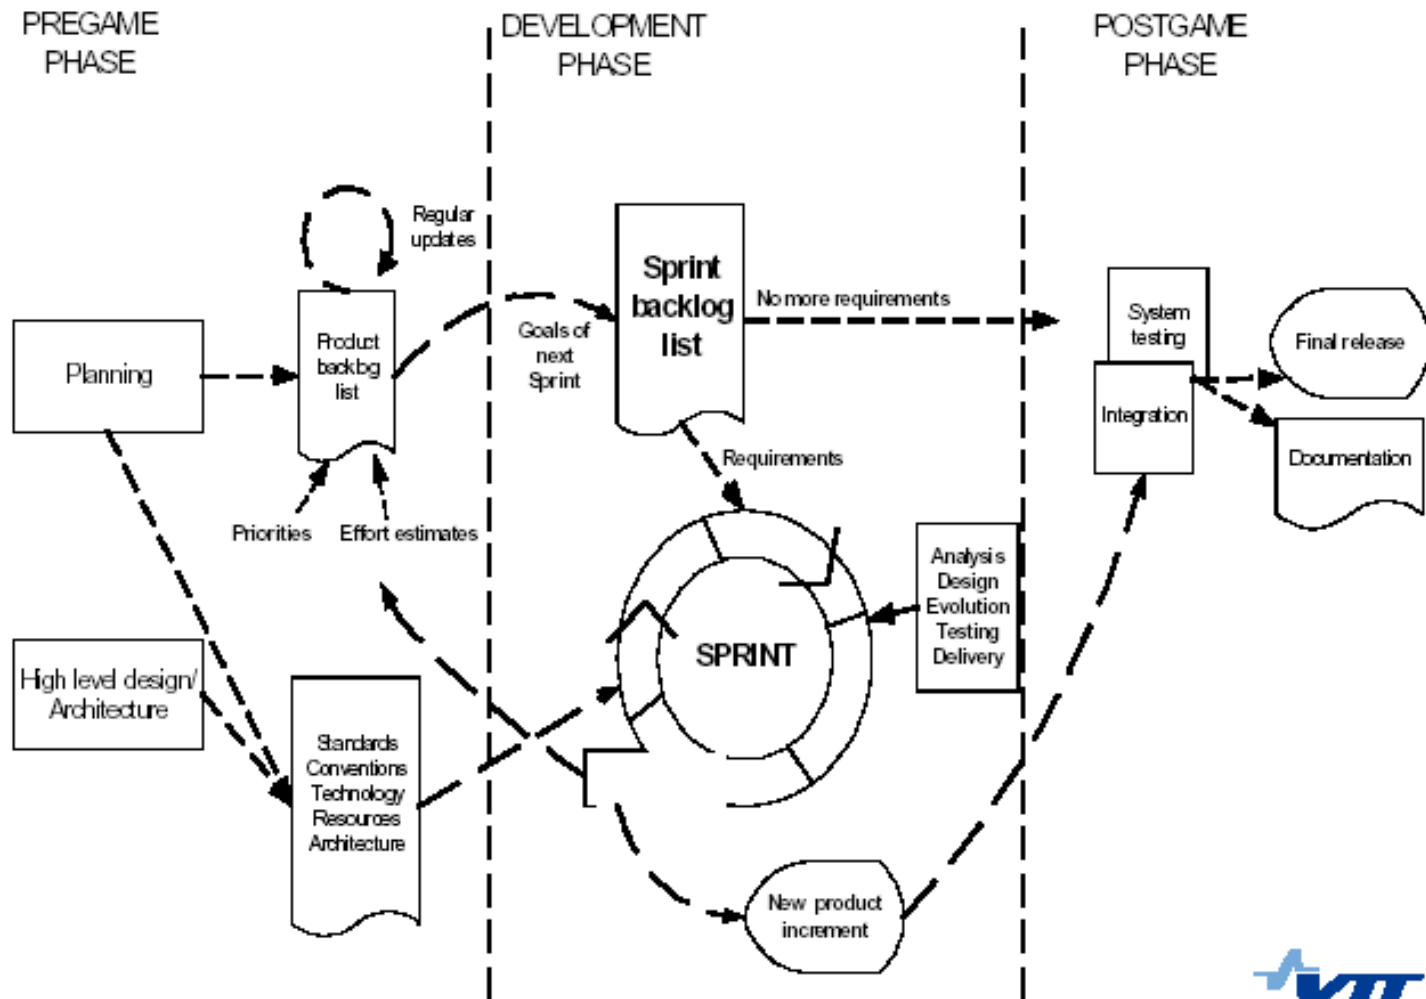 PREGAME
PHASE
DEVELOPMENT
PHASE
POSTGAME
PHASE
Regular
updates
Sprint
backlog
list
No more requirements
System
testing
Final release
Planning
Product
backlog
list
Goals of
next
Sprint
Integration
Documentation
Requirements
Priorities
Effort estimates
Analysis
Design
Evolution
Testing
Delivery
SPRINT
High level design/
Architecture
Standards
Conventions
Technology
Resources
Architecture
New product
increment
VTT